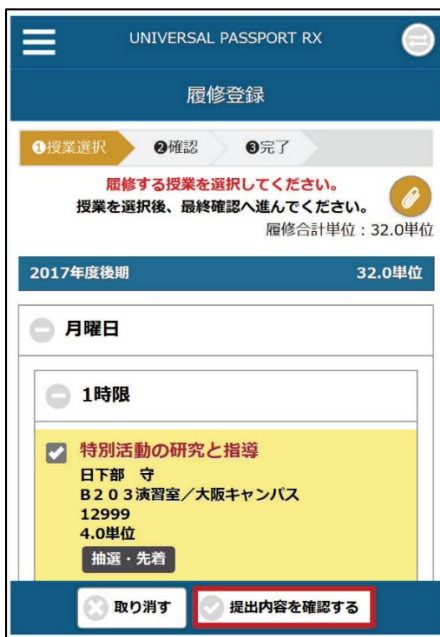 UNIVERSAL PASSPORT RX
履修登録
❶授業選択 ❷確認 ❸完了
履修する授業を選択してください。
授業を選択後、最終確認へ進んでください。
履修合計単位：32.0単位
2017年度後期 32.0単位
月曜日
1時限
特別活動の研究と指導
日下部 守
Ｂ２０３演習室／大阪キャンパス
12999
4.0単位
抽選・先着
取り消す 提出内容を確認する